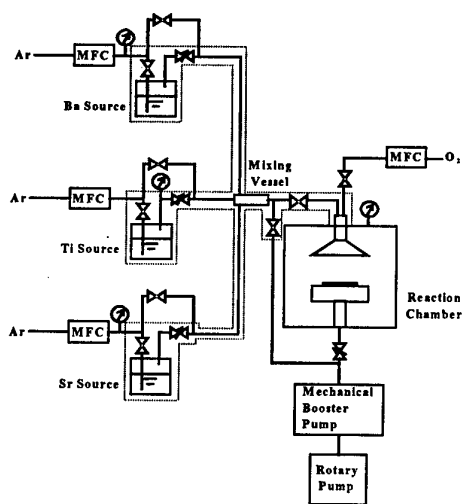 Ar
MFC
Ba Source
Mixing
Vessel
MFC
O₂
Ar
MFC
Ti Source
Reaction
Chamber
Ar
MFC
Sr Source
Mechanical
Booster
Pump
Rotary
Pump